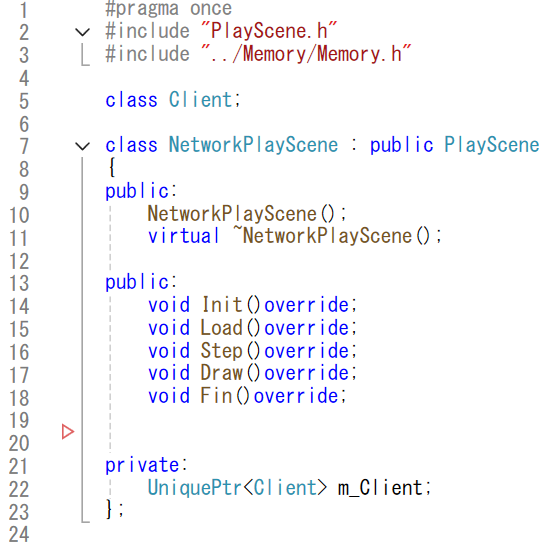 1 #pragma once
2 #include "PlayScene.h"
3 #include "../Memory/Memory.h"
4
5 class Client;
6
7 class NetworkPlayScene : public PlayScene
8 {
9 public:
10 NetworkPlayScene();
11 virtual ~NetworkPlayScene();
12
13 public:
14 void Init()override;
15 void Load()override;
16 void Step()override;
17 void Draw()override;
18 void Fin()override;
19
20
21 private:
22 UniquePtr<Client> m_Client;
23 };
24